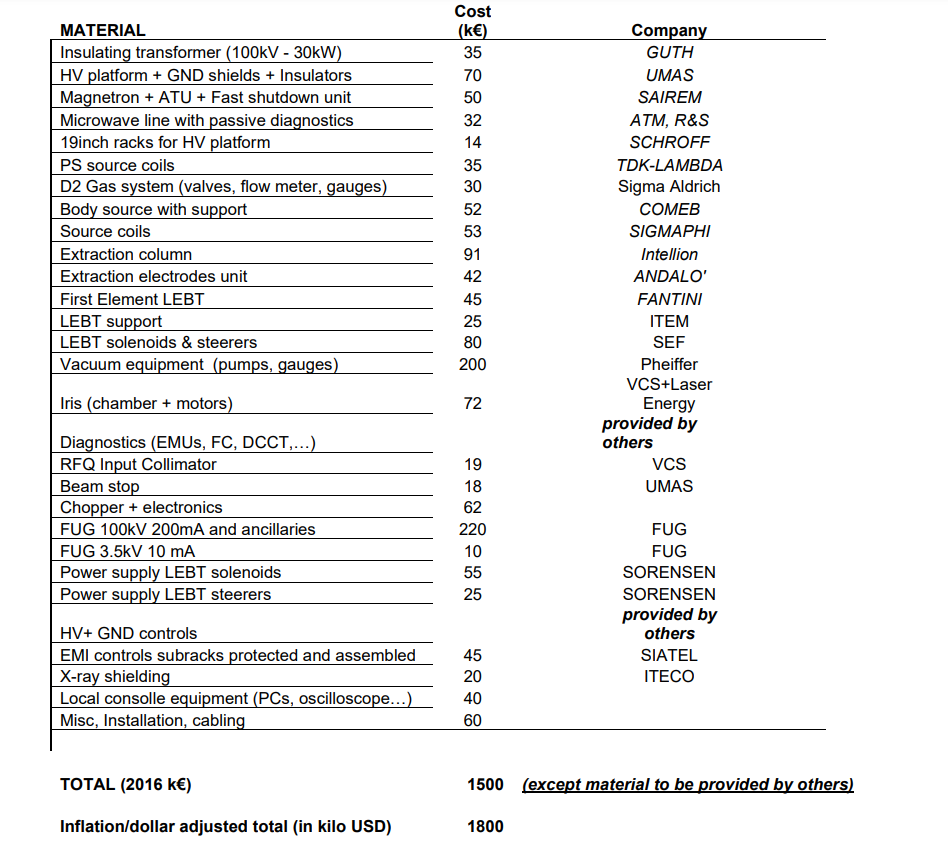 Cost
MATERIAL (k€) Company
Insulating transformer (100kV - 30kW) 35 GUTH
HV platform + GND shields + Insulators 70 UMAS
Magnetron + ATU + Fast shutdown unit 50 SAIREM
Microwave line with passive diagnostics 32 ATM, R&S
19inch racks for HV platform 14 SCHROFF
PS source coils 35 TDK-LAMBDA
D2 Gas system (valves, flow meter, gauges) 30 Sigma Aldrich
Body source with support 52 COMEB
Source coils 53 SIGMAPHI
Extraction column 91 Intellion
Extraction electrodes unit 42 ANDALO'
First Element LEBT 45 FANTINI
LEBT support 25 ITEM
LEBT solenoids & steerers 80 SEF
Vacuum equipment (pumps, gauges) 200 Pheiffer
VCS+Laser
Iris (chamber + motors) 72 Energy
provided by
Diagnostics (EMUs, FC, DCCT,…) others
RFQ Input Collimator 19 VCS
Beam stop 18 UMAS
Chopper + electronics 62
FUG 100kV 200mA and ancillaries 220 FUG
FUG 3.5kV 10 mA 10 FUG
Power supply LEBT solenoids 55 SORENSEN
Power supply LEBT steerers 25 SORENSEN
provided by
HV+ GND controls others
EMI controls subracks protected and assembled 45 SIATEL
X-ray shielding 20 ITECO
Local consolle equipment (PCs, oscilloscope…) 40
Misc, Installation, cabling 60
TOTAL (2016 k€) 1500 (except material to be provided by others)
Inflation/dollar adjusted total (in kilo USD) 1800